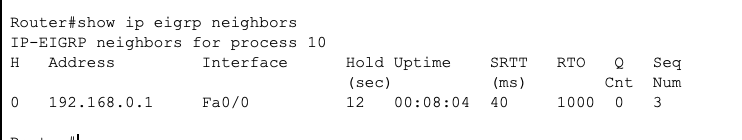 Router#show ip eigrp neighbors
IP-EIGRP neighbors for process 10
H Address Interface Hold Uptime SRTT RTO Q Seq
(sec) (ms) Cnt Num
0 192.168.0.1 Fa0/0 12 00:08:04 40 1000 0 3